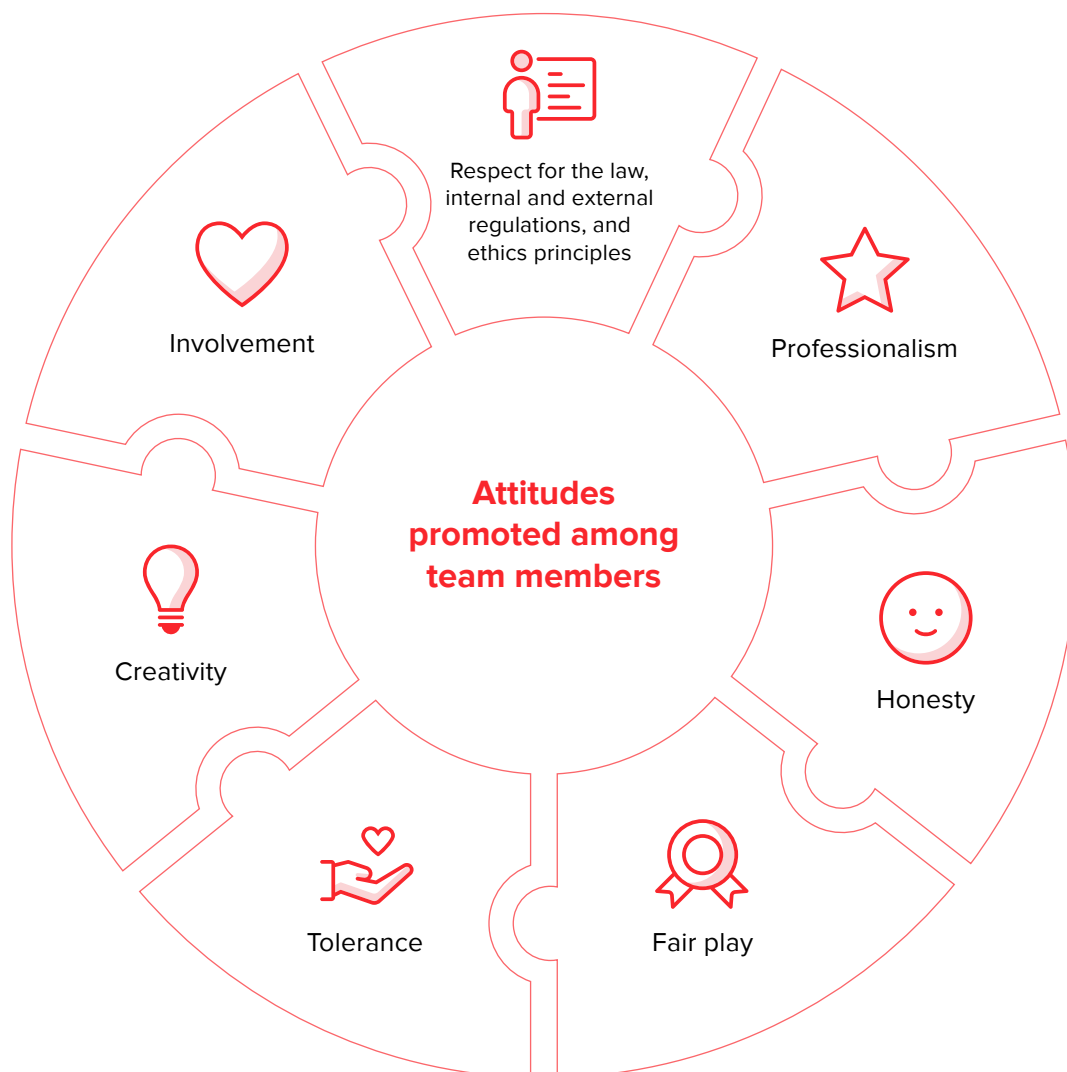 Respect for the law,
internal and external
regulations, and
ethics principles
Involvement
Professionalism
Attitudes
promoted among
team members
Creativity
Honesty
Tolerance
Fair play